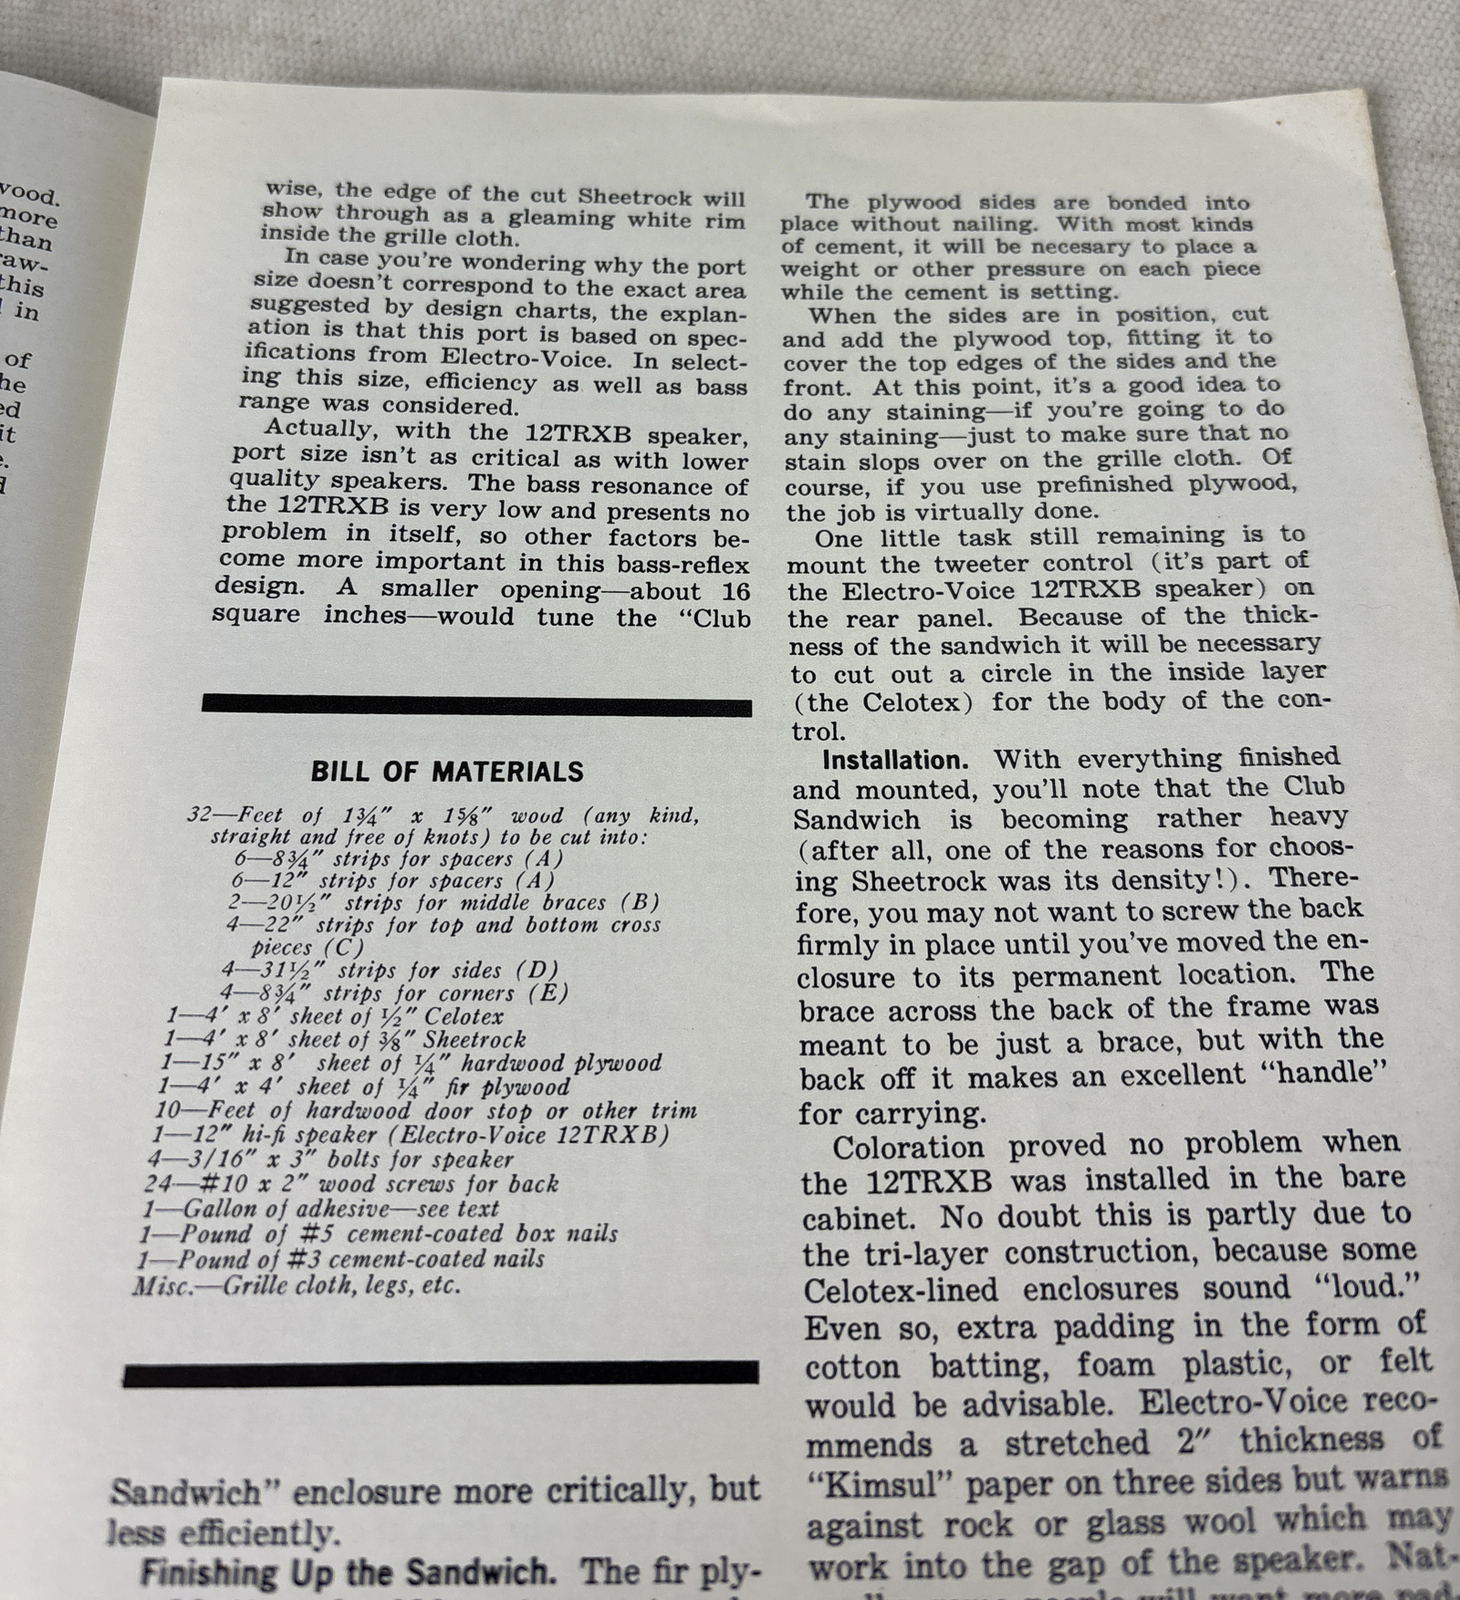 wood.
more
than
aw-
this
in
of
he
ed
it
wise, the edge of the cut Sheetrock will
show through as a gleaming white rim
inside the grille cloth.
In case you're wondering why the port
size doesn't correspond to the exact area
suggested by design charts, the explan-
ation is that this port is based on spec-
ifications from Electro-Voice. In select-
ing this size, efficiency as well as bass
range was considered.
Actually, with the 12TRXB speaker,
port size isn't as critical as with lower
quality speakers. The bass resonance of
the 12TRXB is very low and presents no
problem in itself, so other factors be-
come more important in this bass-reflex
design. A smaller opening—about 16
square inches—would tune the "Club
BILL OF MATERIALS
32—Feet of 1¾" x 1⅝" wood (any kind,
straight and free of knots) to be cut into:
6—8¾" strips for spacers (A)
6—12" strips for spacers (A)
2—20½" strips for middle braces (B)
4—22" strips for top and bottom cross
pieces (C)
4—31½" strips for sides (D)
4—8¾" strips for corners (E)
1—4' x 8' sheet of ½" Celotex
1—4' x 8' sheet of ⅜" Sheetrock
1—15" x 8' sheet of ¼" hardwood plywood
1—4' x 4' sheet of ¼" fir plywood
10—Feet of hardwood door stop or other trim
1—12" hi-fi speaker (Electro-Voice 12TRXB)
4—3/16" x 3" bolts for speaker
24—#10 x 2" wood screws for back
1—Gallon of adhesive—see text
1—Pound of #5 cement-coated box nails
1—Pound of #3 cement-coated nails
Misc.—Grille cloth, legs, etc.
Sandwich" enclosure more critically, but
less efficiently.
Finishing Up the Sandwich. The fir ply-
The plywood sides are bonded into
place without nailing. With most kinds
of cement, it will be necesary to place a
weight or other pressure on each piece
while the cement is setting.
When the sides are in position, cut
and add the plywood top, fitting it to
cover the top edges of the sides and the
front. At this point, it's a good idea to
do any staining—if you're going to do
any staining—just to make sure that no
stain slops over on the grille cloth. Of
course, if you use prefinished plywood,
the job is virtually done.
One little task still remaining is to
mount the tweeter control (it's part of
the Electro-Voice 12TRXB speaker) on
the rear panel. Because of the thick-
ness of the sandwich it will be necessary
to cut out a circle in the inside layer
(the Celotex) for the body of the con-
trol.
Installation. With everything finished
and mounted, you'll note that the Club
Sandwich is becoming rather heavy
(after all, one of the reasons for choos-
ing Sheetrock was its density!). There-
fore, you may not want to screw the back
firmly in place until you've moved the en-
closure to its permanent location. The
brace across the back of the frame was
meant to be just a brace, but with the
back off it makes an excellent "handle"
for carrying.
Coloration proved no problem when
the 12TRXB was installed in the bare
cabinet. No doubt this is partly due to
the tri-layer construction, because some
Celotex-lined enclosures sound "loud."
Even so, extra padding in the form of
cotton batting, foam plastic, or felt
would be advisable. Electro-Voice reco-
mmends a stretched 2" thickness of
"Kimsul" paper on three sides but warns
against rock or glass wool which may
work into the gap of the speaker. Nat-
will want more pad-